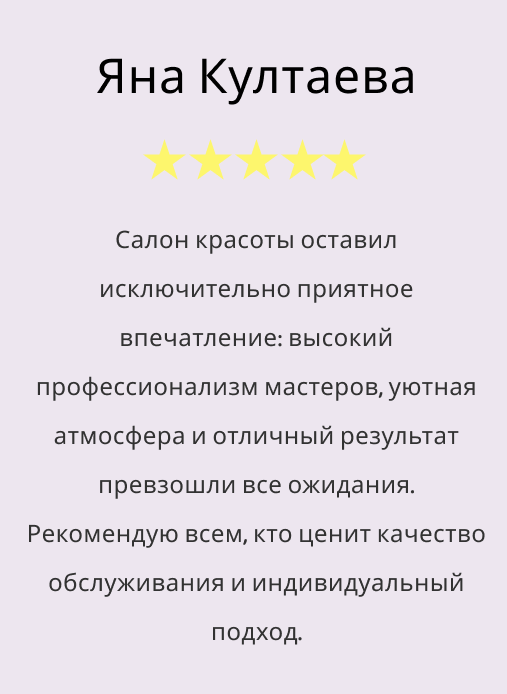 Яна Култаева
Салон красоты оставил
исключительно приятное
впечатление: высокий
профессионализм мастеров, уютная
атмосфера и отличный результат
превзошли все ожидания.
Рекомендую всем, кто ценит качество
обслуживания и индивидуальный
подход.